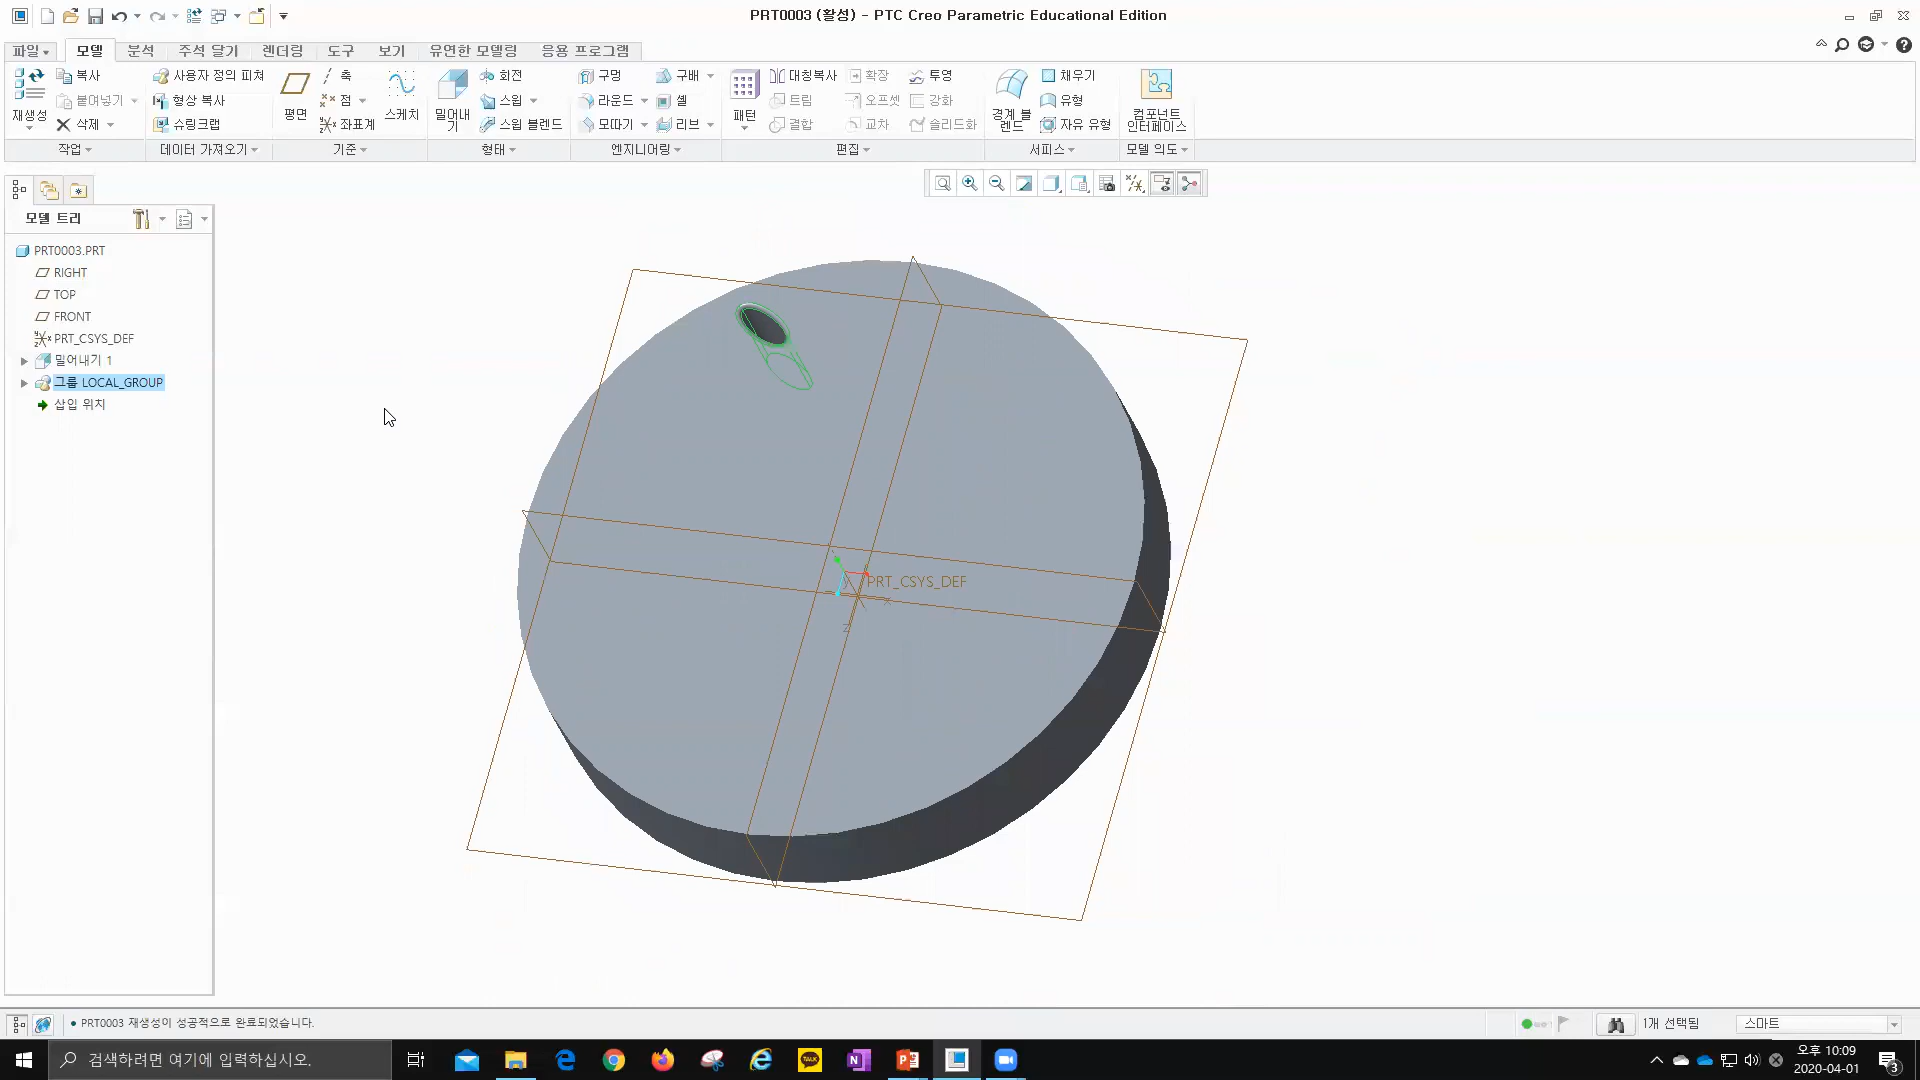 PRT0003 (활성) - PTC Creo Parametric Educational Edition
파일 모델 분석 주석 달기 렌더링 도구 보기 유연한 모델링 응용 프로그램
재생성
복사
붙여넣기
삭제
사용자 정의 피쳐
형상 복사
슈링크랩
평면
축
점
좌표계
스케치
밀어내기
회전
스윕
스윕 블렌드
구멍
라운드
모따기
구배
셸
리브
패턴
대칭복사
트림
결합
확장
오프셋
교차
투영
강화
솔리드화
경계 블렌드
채우기
유형
자유 유형
컴포넌트
인터페이스
작업 데이터 가져오기 기준 형태 엔지니어링 편집 서피스 모델 의도
모델 트리
PRT0003.PRT
RIGHT
TOP
FRONT
PRT_CSYS_DEF
밀어내기 1
그룹 LOCAL_GROUP
삽입 위치
PRT_CSYS_DEF
X
Z
PRT0003 재생성이 성공적으로 완료되었습니다.
1개 선택됨
스마트
검색하려면 여기에 입력하십시오.
TALK
오후 10:09
2020-04-01
3